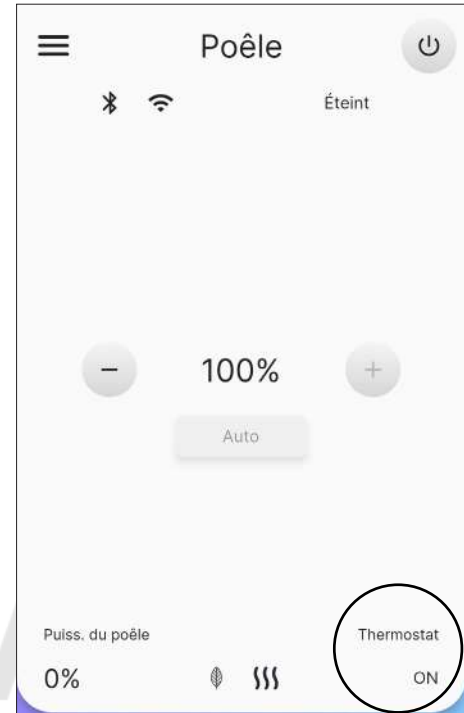 Poêle
Éteint
- 100% +
Auto
Puiss. du poêle Thermostat
0% ON